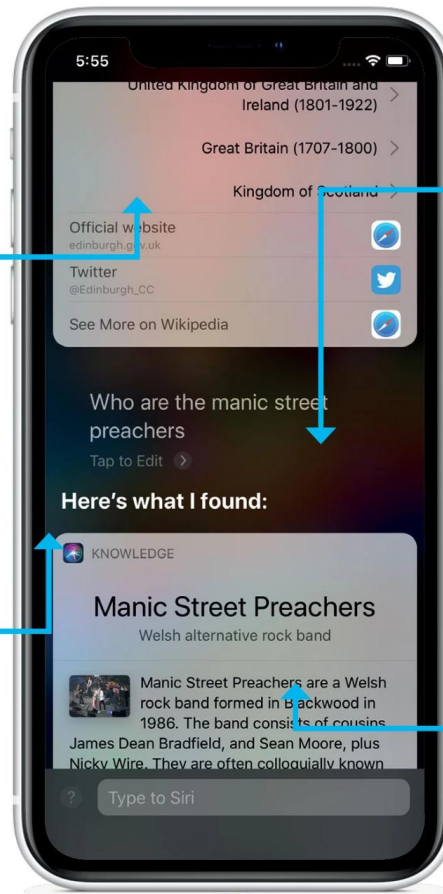 5:55
United Kingdom of Great Britain and
Ireland (1801-1922)
Great Britain (1707-1800)
Kingdom of Scotland
Official website
edinburgh.gov.uk
Twitter
@Edinburgh_CC
See More on Wikipedia
Who are the manic street
preachers
Tap to Edit
Here's what I found:
KNOWLEDGE
Manic Street Preachers
Welsh alternative rock band
Manic Street Preachers are a Welsh
rock band formed in Blackwood in
1986. The band consists of cousins
James Dean Bradfield, and Sean Moore, plus
Nicky Wire. They are often colloquially known
? Type to Siri